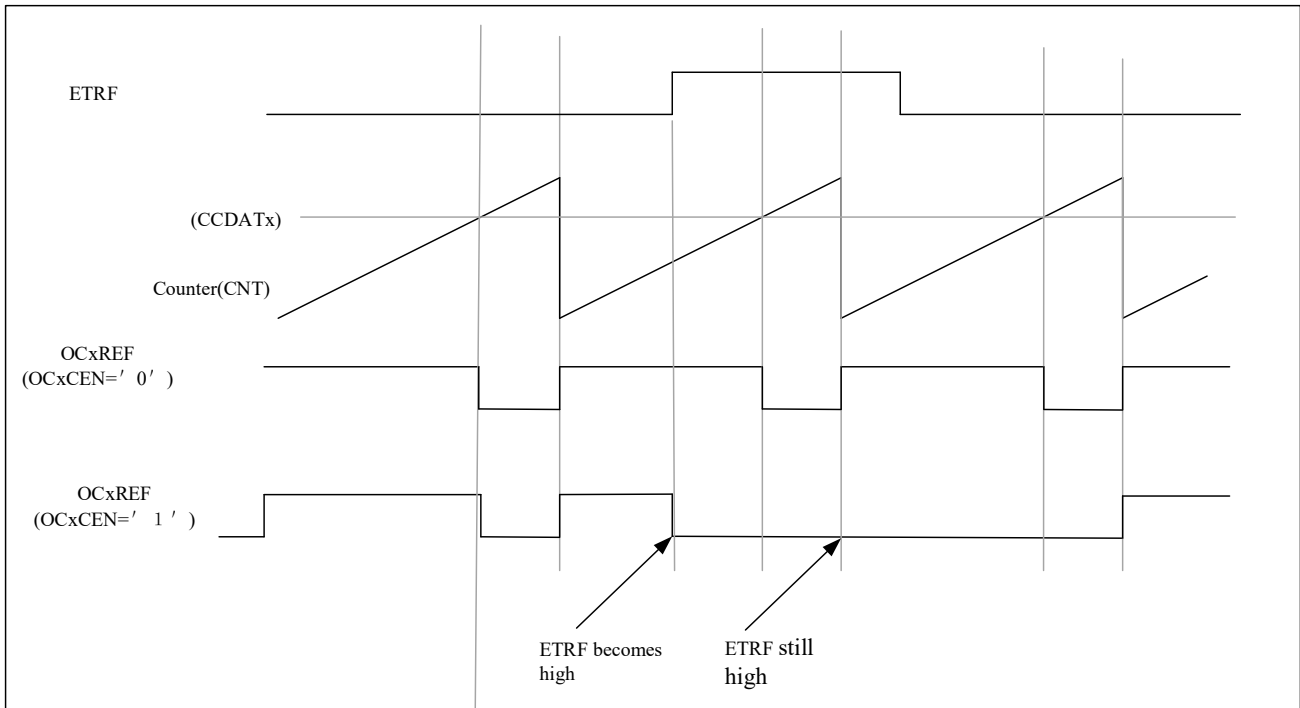 ETRF
(CCDATx)
Counter(CNT)
OCxREF
(OCxCEN=′ 0′ )
OCxREF
(OCxCEN=′ 1 ′ )
ETRF becomes
high
ETRF still
high